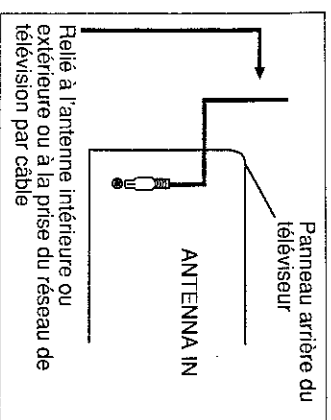 Panneau arrière du
téléviseur
ANTENNA IN
Relié à l'antenne intérieure ou
extérieure ou à la prise du réseau de
télévision par câble